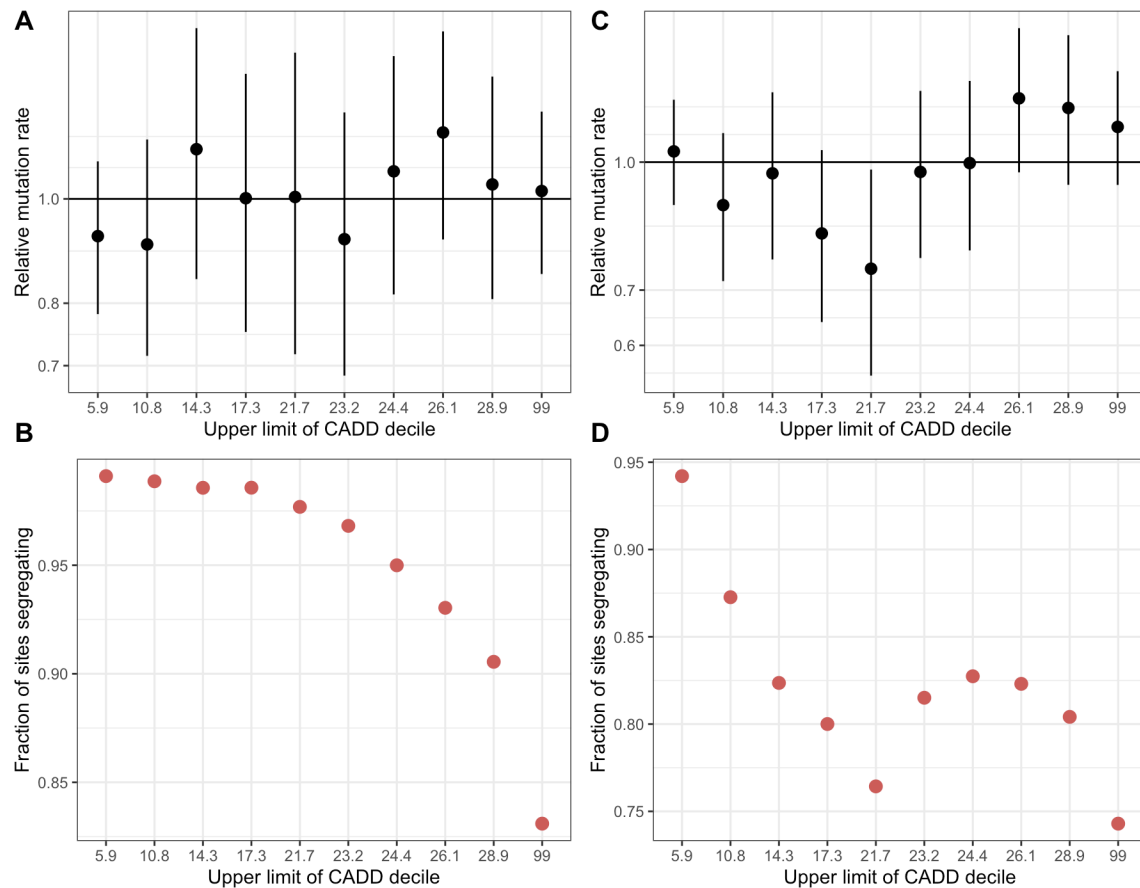 A
Relative mutation rate
1.0
0.8
0.7
5.9 10.8 14.3 17.3 21.7 23.2 24.4 26.1 28.9 99
Upper limit of CADD decile
C
Relative mutation rate
1.0
0.7
0.6
5.9 10.8 14.3 17.3 21.7 23.2 24.4 26.1 28.9 99
Upper limit of CADD decile
B
Fraction of sites segregating
0.95
0.90
0.85
5.9 10.8 14.3 17.3 21.7 23.2 24.4 26.1 28.9 99
Upper limit of CADD decile
D
Fraction of sites segregating
0.95
0.90
0.85
0.80
0.75
5.9 10.8 14.3 17.3 21.7 23.2 24.4 26.1 28.9 99
Upper limit of CADD decile